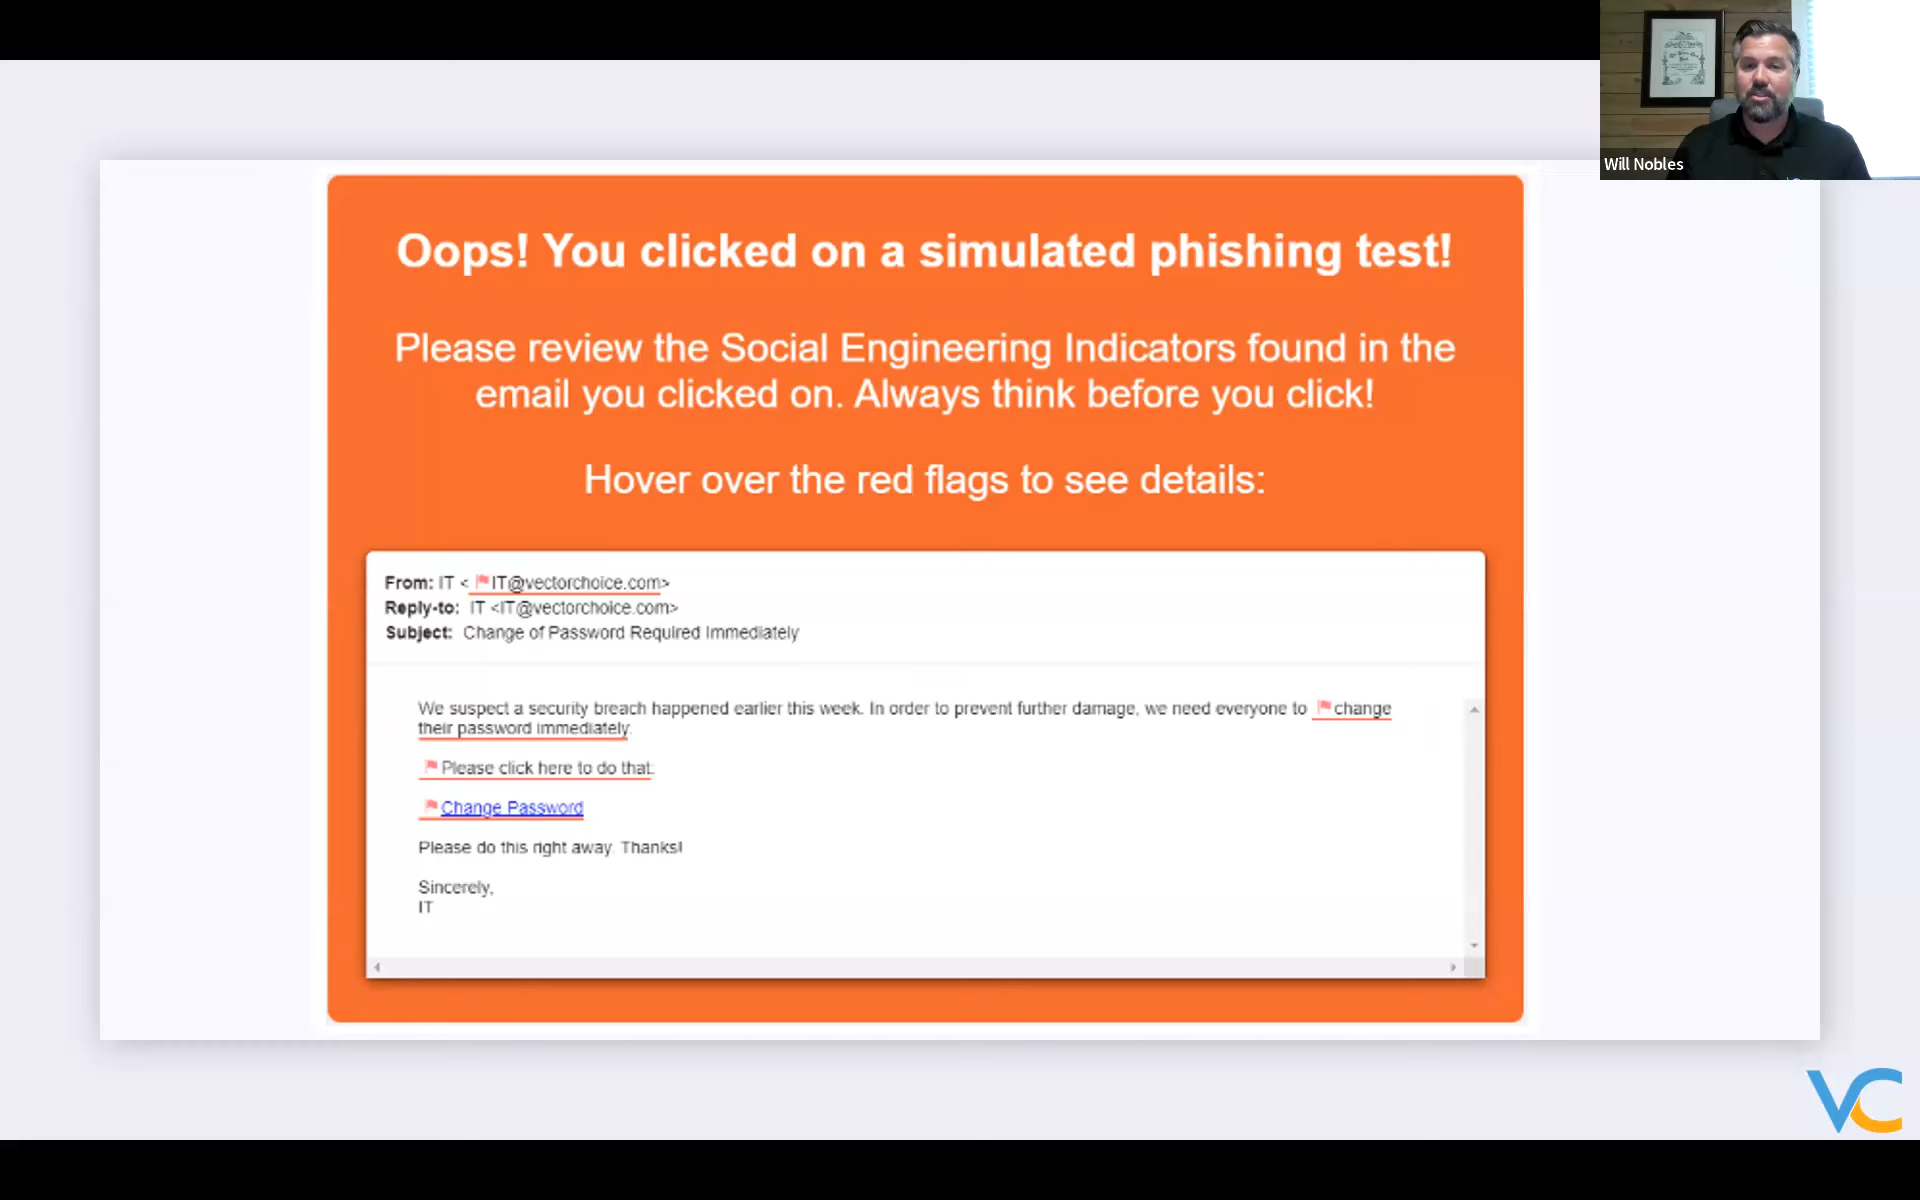 Will Nobles
Oops! You clicked on a simulated phishing test!
Please review the Social Engineering Indicators found in the
email you clicked on. Always think before you click!
Hover over the red flags to see details:
From: IT < IT@vectorchoice.com>
Reply-to: IT <IT@vectorchoice.com>
Subject: Change of Password Required Immediately
We suspect a security breach happened earlier this week. In order to prevent further damage, we need everyone to change
their password immediately.
Please click here to do that:
Change Password
Please do this right away. Thanks!
Sincerely,
IT
VC